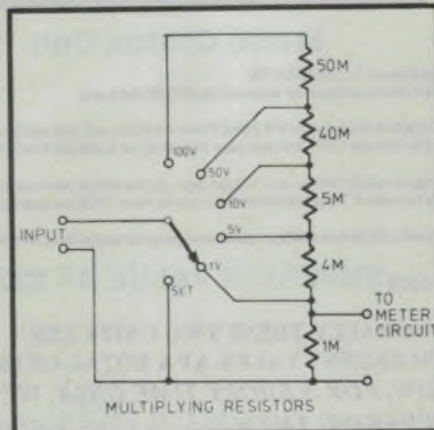 50M
40M
100V
50V
10V
5M
5V
INPUT
1V
4M
SET
TO
METER
CIRCUIT
1M
MULTIPLYING RESISTORS